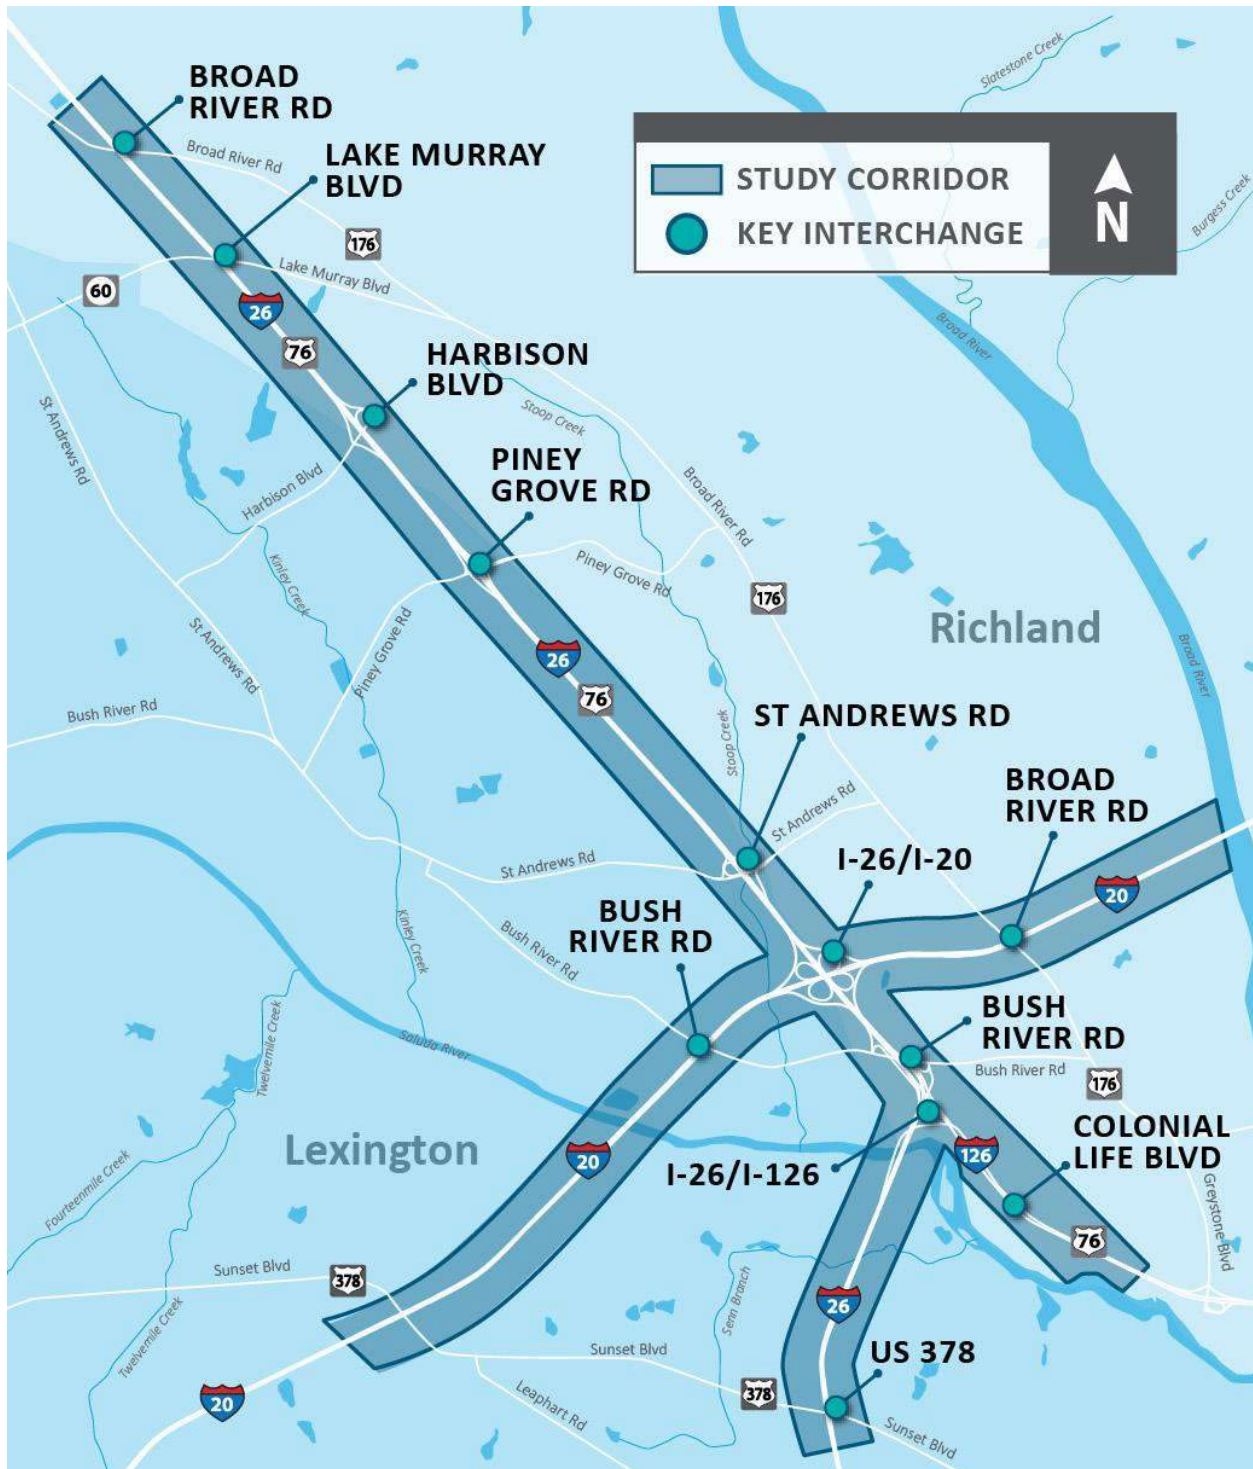 BROAD
RIVER RD
Slatestone Creek
LAKE MURRAY
BLVD
Broad River Rd
STUDY CORRIDOR
KEY INTERCHANGE
N
Burgess Creek
176
Lake Murray Blvd
60
26
76
Broad River
HARBISON
BLVD
St Andrews Rd
Stoop Creek
PINEY
GROVE RD
Harbison Blvd
Broad River Rd
Kinley Creek
Piney Grove Rd
176
Richland
St Andrews Rd
Piney Grove Rd
26
76
Broad River
Bush River Rd
ST ANDREWS RD
Stoop Creek
BROAD
RIVER RD
St Andrews Rd
I-26/I-20
St Andrews Rd
20
BUSH
RIVER RD
Kinley Creek
Bush River Rd
BUSH
RIVER RD
Twelvemile Creek
Saluda River
Bush River Rd
176
Lexington
20
I-26/I-126
126
COLONIAL
LIFE BLVD
Fourteenmile Creek
Greystone Blvd
76
Sunset Blvd
378
Senn Branch
26
Twelvemile Creek
Sunset Blvd
US 378
20
Leaphart Rd
378
Sunset Blvd